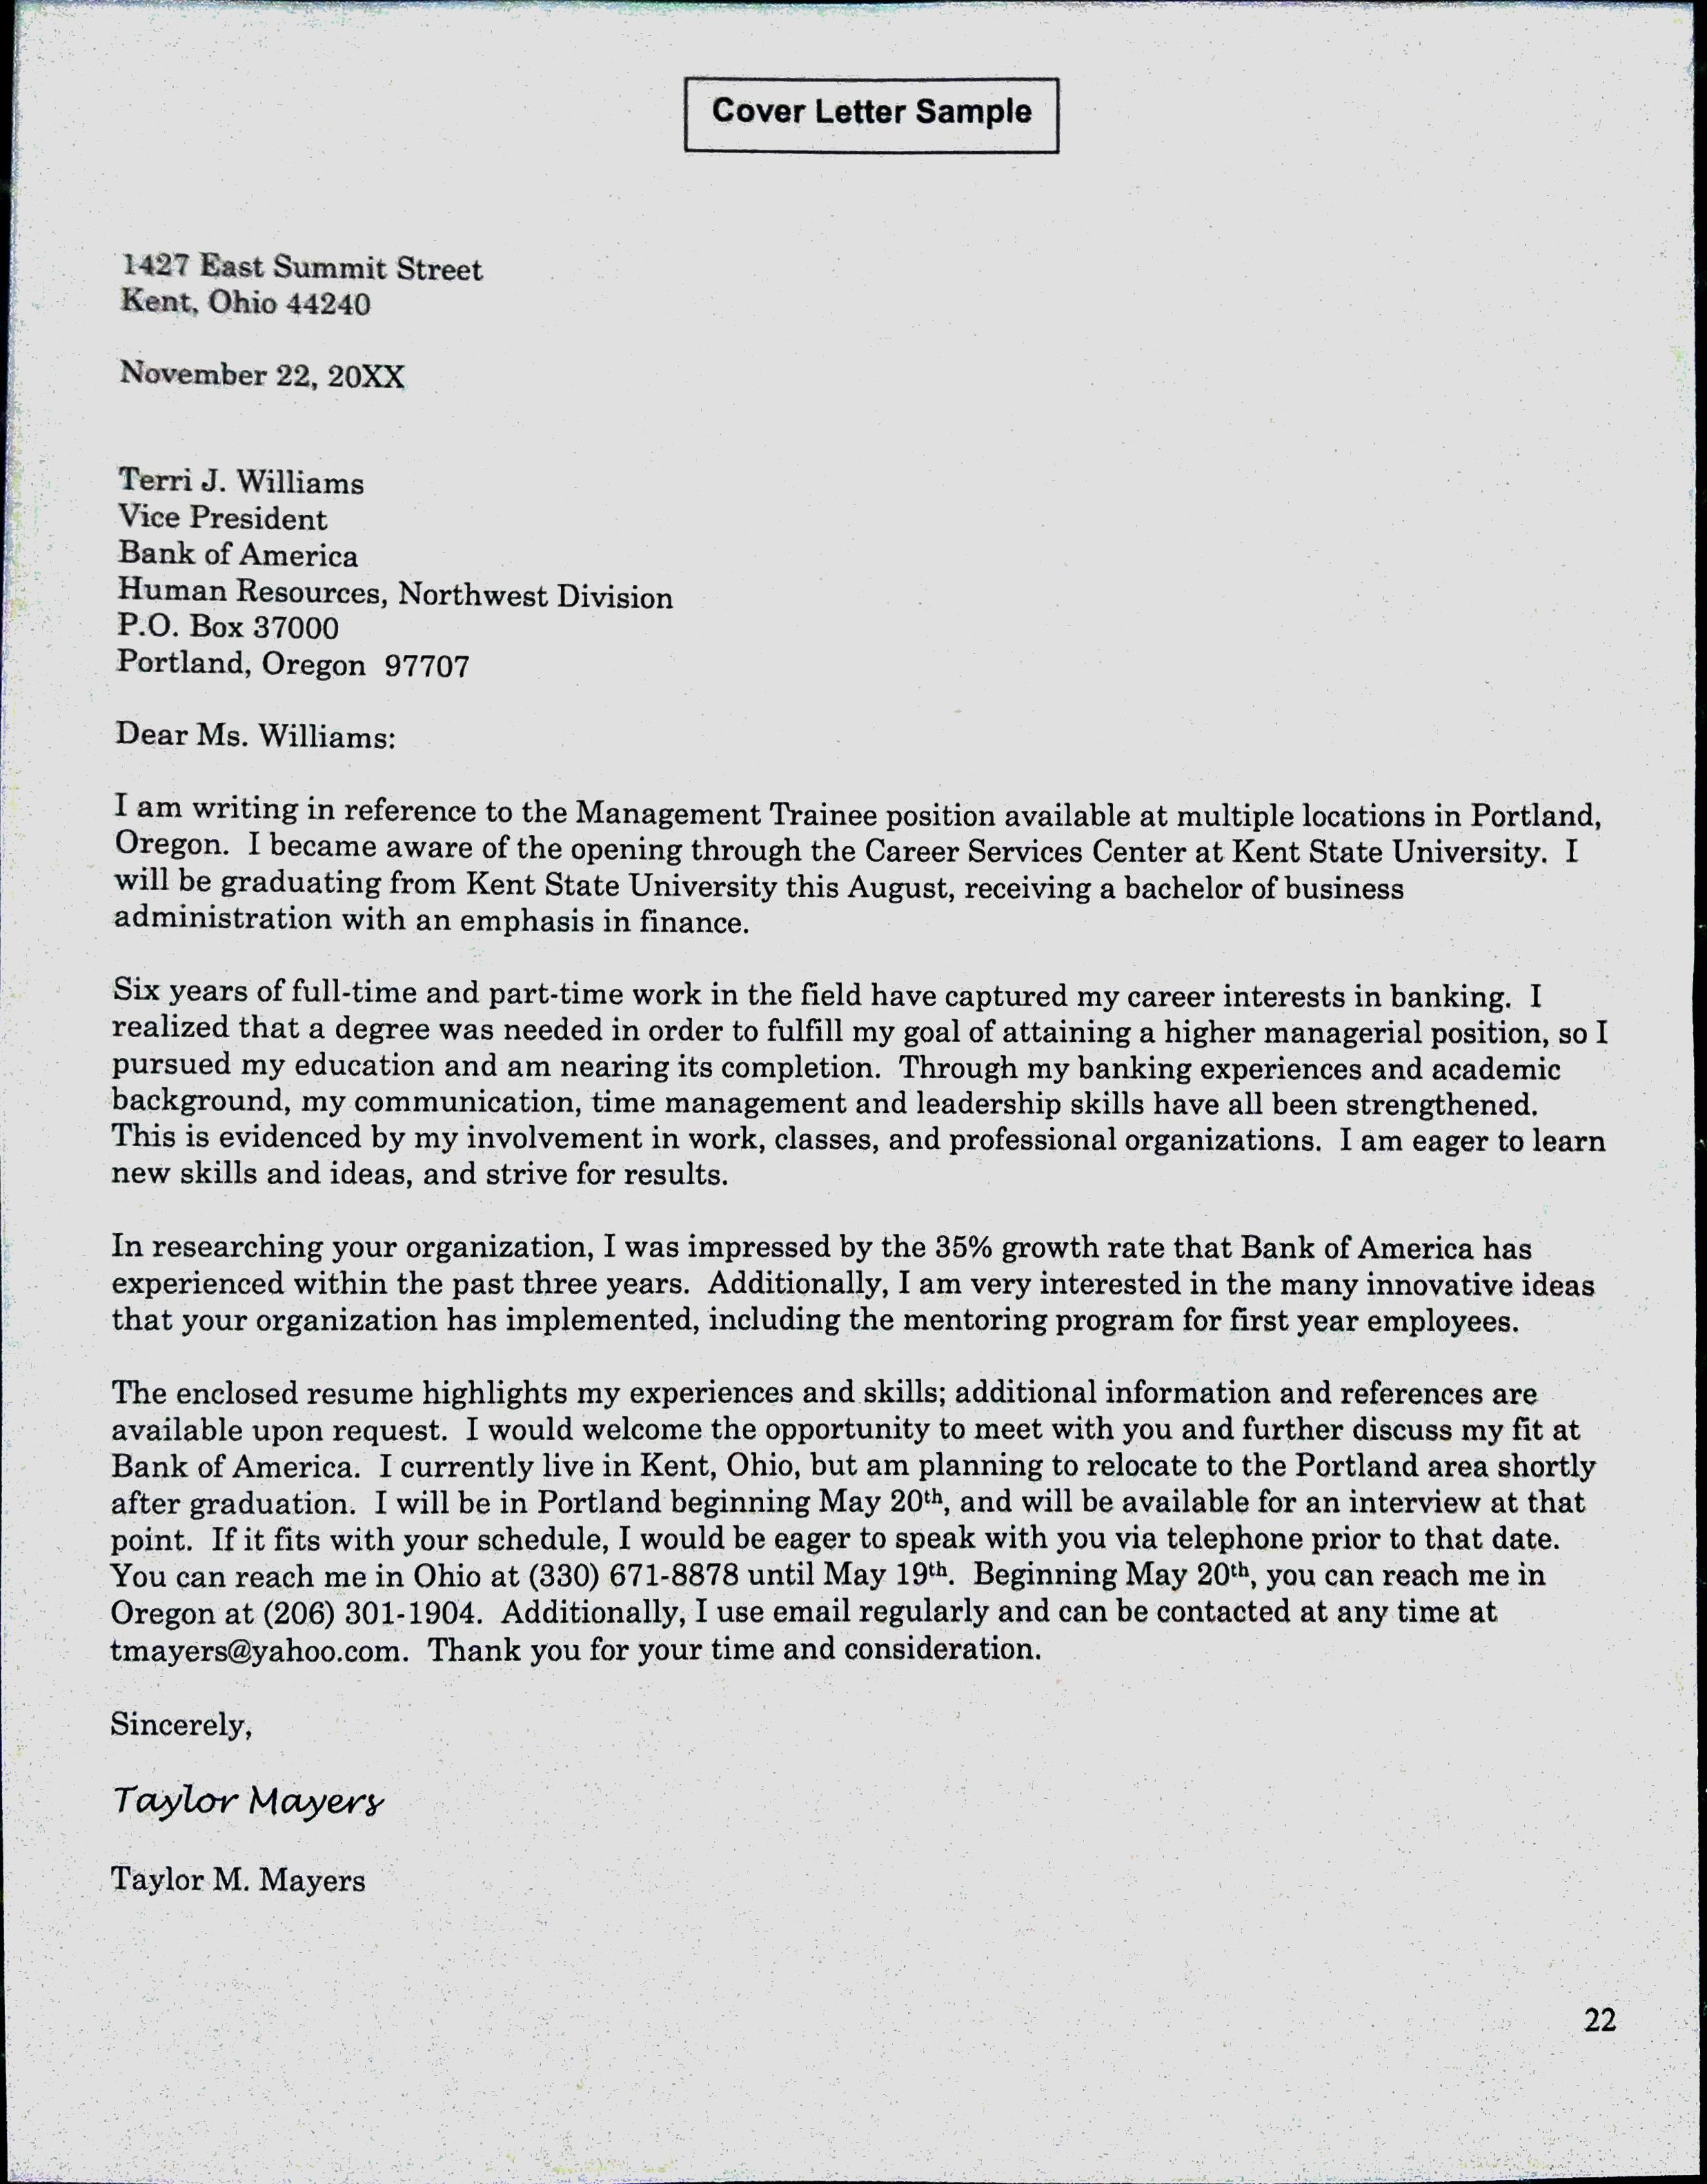 Cover Letter Sample
1427 East Summit Street
Kent, Ohio 44240
November 22, 20XX
Terri J. Williams
Vice President
Bank of America
Human Resources, Northwest Division
P.O. Box 37000
Portland, Oregon  97707
Dear Ms. Williams:
I am writing in reference to the Management Trainee position available at multiple locations in Portland,
Oregon.  I became aware of the opening through the Career Services Center at Kent State University.  I
will be graduating from Kent State University this August, receiving a bachelor of business
administration with an emphasis in finance.
Six years of full-time and part-time work in the field have captured my career interests in banking.  I
realized that a degree was needed in order to fulfill my goal of attaining a higher managerial position, so I
pursued my education and am nearing its completion.  Through my banking experiences and academic
background, my communication, time management and leadership skills have all been strengthened.
This is evidenced by my involvement in work, classes, and professional organizations.  I am eager to learn
new skills and ideas, and strive for results.
In researching your organization, I was impressed by the 35% growth rate that Bank of America has
experienced within the past three years.  Additionally, I am very interested in the many innovative ideas
that your organization has implemented, including the mentoring program for first year employees.
The enclosed resume highlights my experiences and skills; additional information and references are
available upon request.  I would welcome the opportunity to meet with you and further discuss my fit at
Bank of America.  I currently live in Kent, Ohio, but am planning to relocate to the Portland area shortly
after graduation.  I will be in Portland beginning May 20th, and will be available for an interview at that
point.  If it fits with your schedule, I would be eager to speak with you via telephone prior to that date.
You can reach me in Ohio at (330) 671-8878 until May 19th.  Beginning May 20th, you can reach me in
Oregon at (206) 301-1904.  Additionally, I use email regularly and can be contacted at any time at
tmayers@yahoo.com.  Thank you for your time and consideration.
Sincerely,
Taylor Mayers
Taylor M. Mayers
22